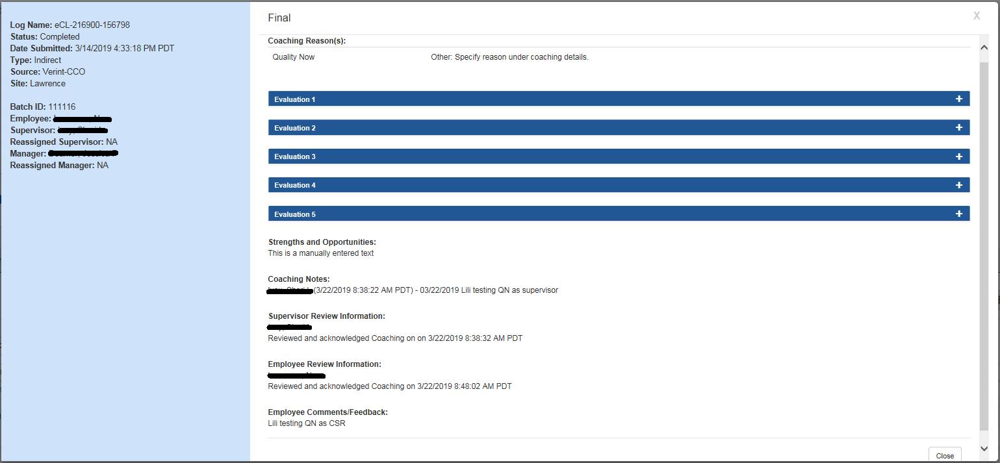 Log Name: eCL-216900-156798
Status: Completed
Date Submitted: 3/14/2019 4:33:18 PM PDT
Type: Indirect
Source: Verint-CCO
Site: Lawrence
Batch ID: 111116
Employee:
Supervisor:
Reassigned Supervisor: NA
Manager:
Reassigned Manager: NA
Final
X
Coaching Reason(s):
Quality Now Other: Specify reason under coaching details.
Evaluation 1 +
Evaluation 2 +
Evaluation 3 +
Evaluation 4 +
Evaluation 5 +
Strengths and Opportunities:
This is a manually entered text
Coaching Notes:
(3/22/2019 8:38:22 AM PDT) - 03/22/2019 Lili testing QN as supervisor
Supervisor Review Information:
Reviewed and acknowledged Coaching on on 3/22/2019 8:38:32 AM PDT
Employee Review Information:
Reviewed and acknowledged Coaching on 3/22/2019 8:48:02 AM PDT
Employee Comments/Feedback:
Lili testing QN as CSR
Close